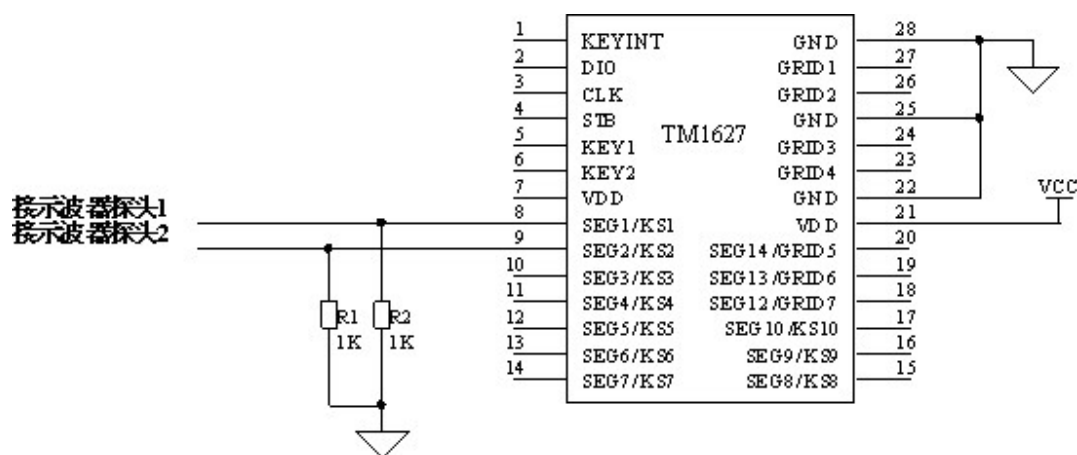 1 KEYINT GND 28
2 DIO GRID1 27
3 CLK GRID2 26
4 STB GND 25
TM1627
5 KEY1 GRID3 24
6 KEY2 GRID4 23
7 VDD GND 22
VCC
接示波器探头1
8 SEG1/KS1 VDD 21
接示波器探头2
9 SEG2/KS2 SEG14/GRID5 20
10 SEG3/KS3 SEG13/GRID6 19
11 SEG4/KS4 SEG12/GRID7 18
R1 R2
12 SEG5/KS5 SEG10/KS10 17
1K 1K
13 SEG6/KS6 SEG9/KS9 16
14 SEG7/KS7 SEG8/KS8 15